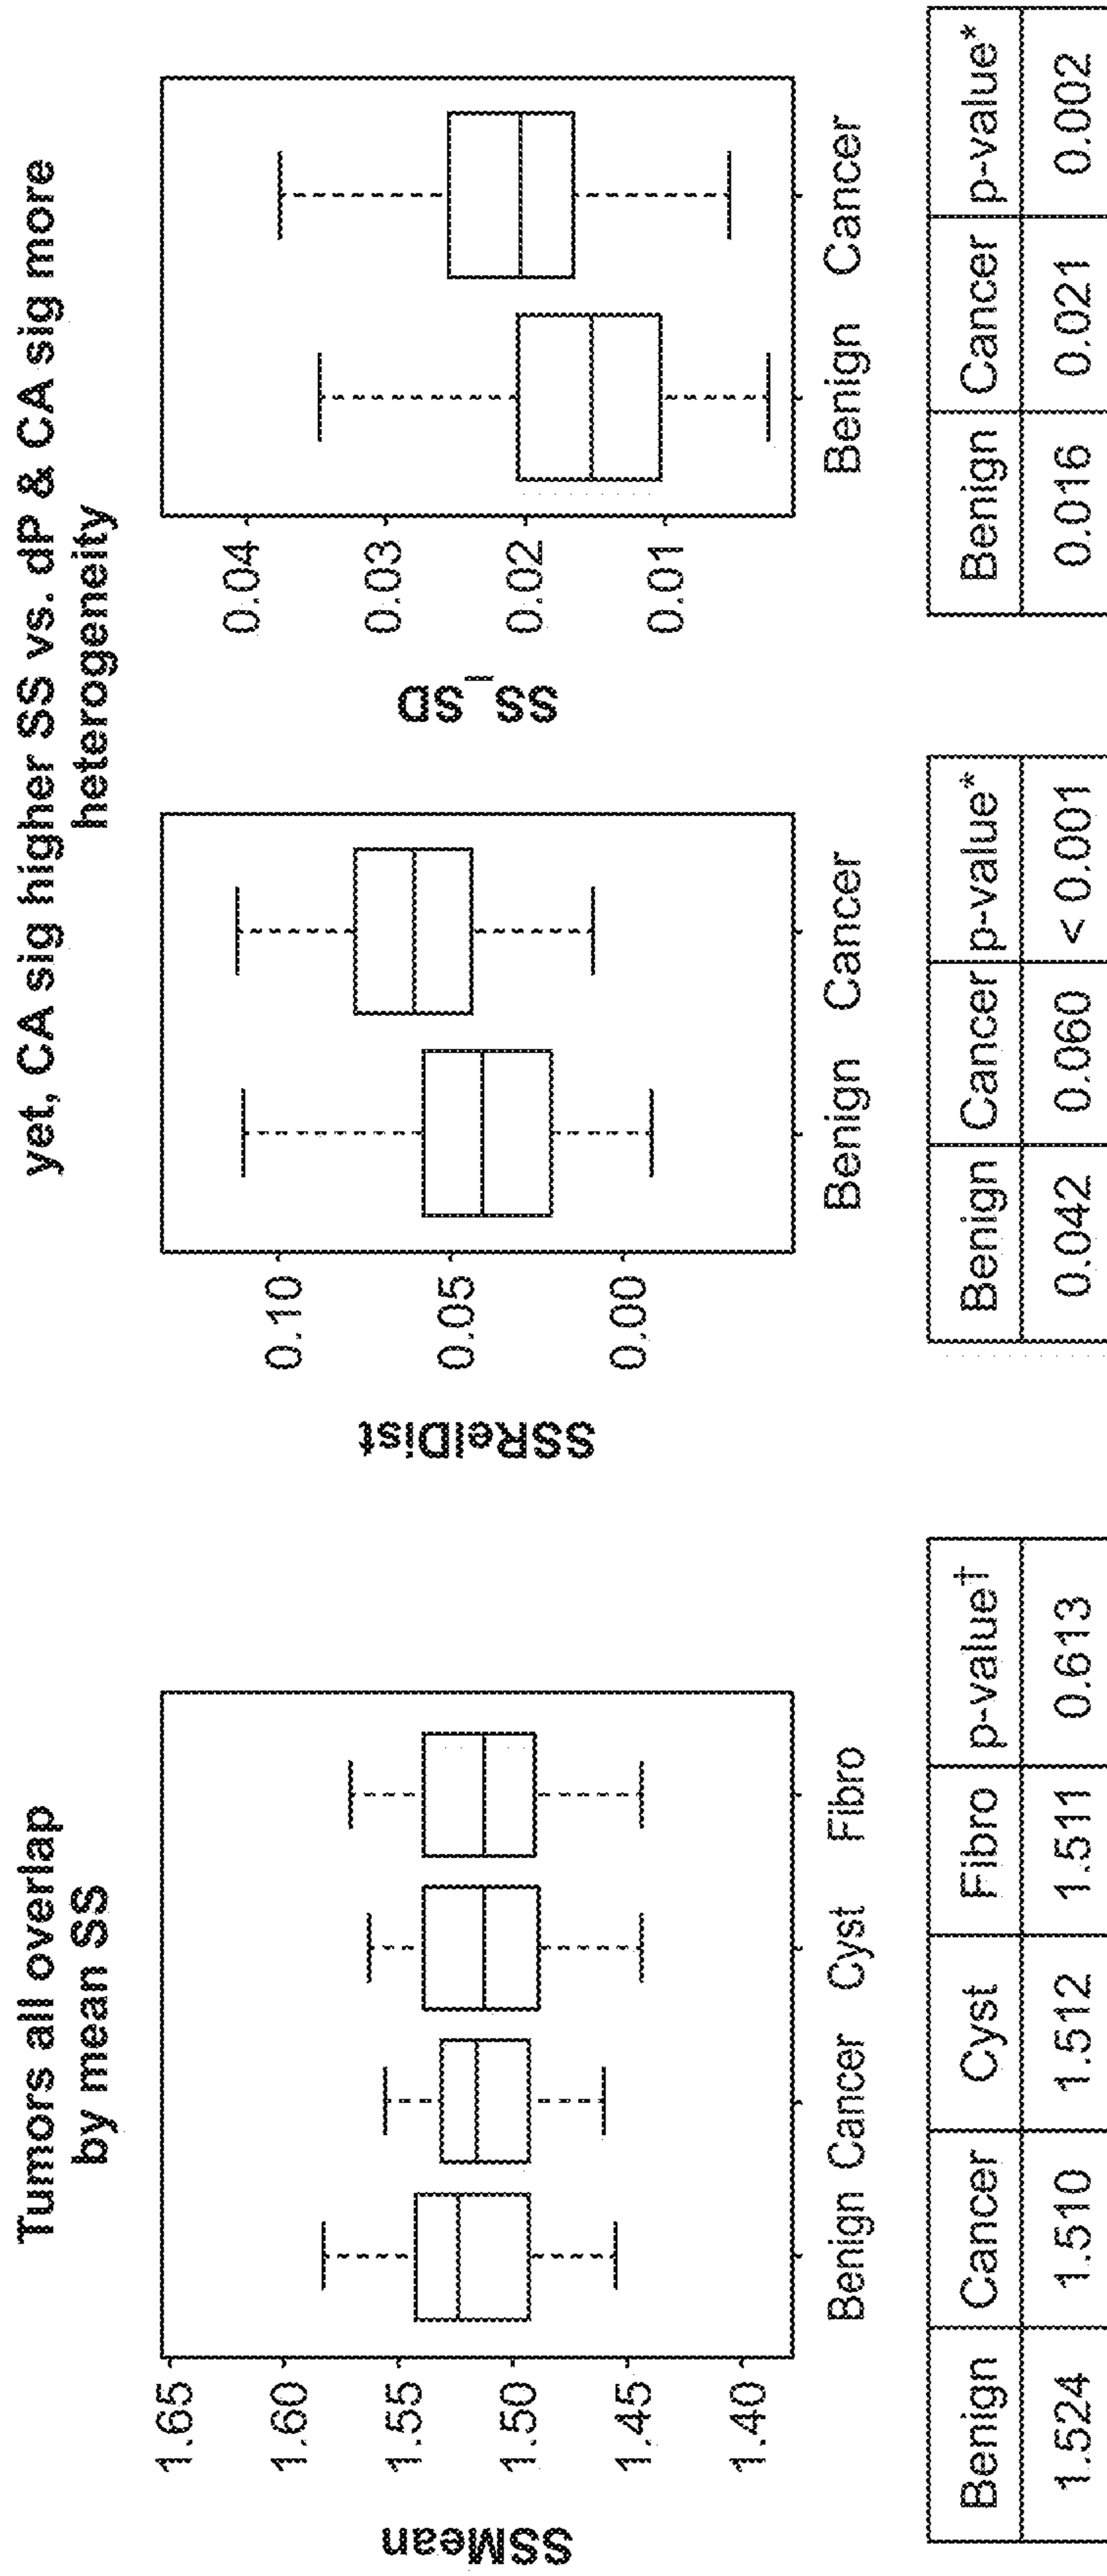 Tumors all overlap
by mean SS
SSMean
1.65
1.60
1.55
1.50
1.45
1.40
Benign Cancer Cyst Fibro
Benign Cancer Cyst Fibro p-value†
1.524 1.510 1.512 1.511 0.613
yet, CA sig higher SS vs. dP & CA sig more
heterogeneity
SSRelDist
0.10
0.05
0.00
Benign Cancer
Benign Cancer p-value*
0.042 0.060 < 0.001
SS_SD
0.04
0.03
0.02
0.01
Benign Cancer
Benign Cancer p-value*
0.016 0.021 0.002